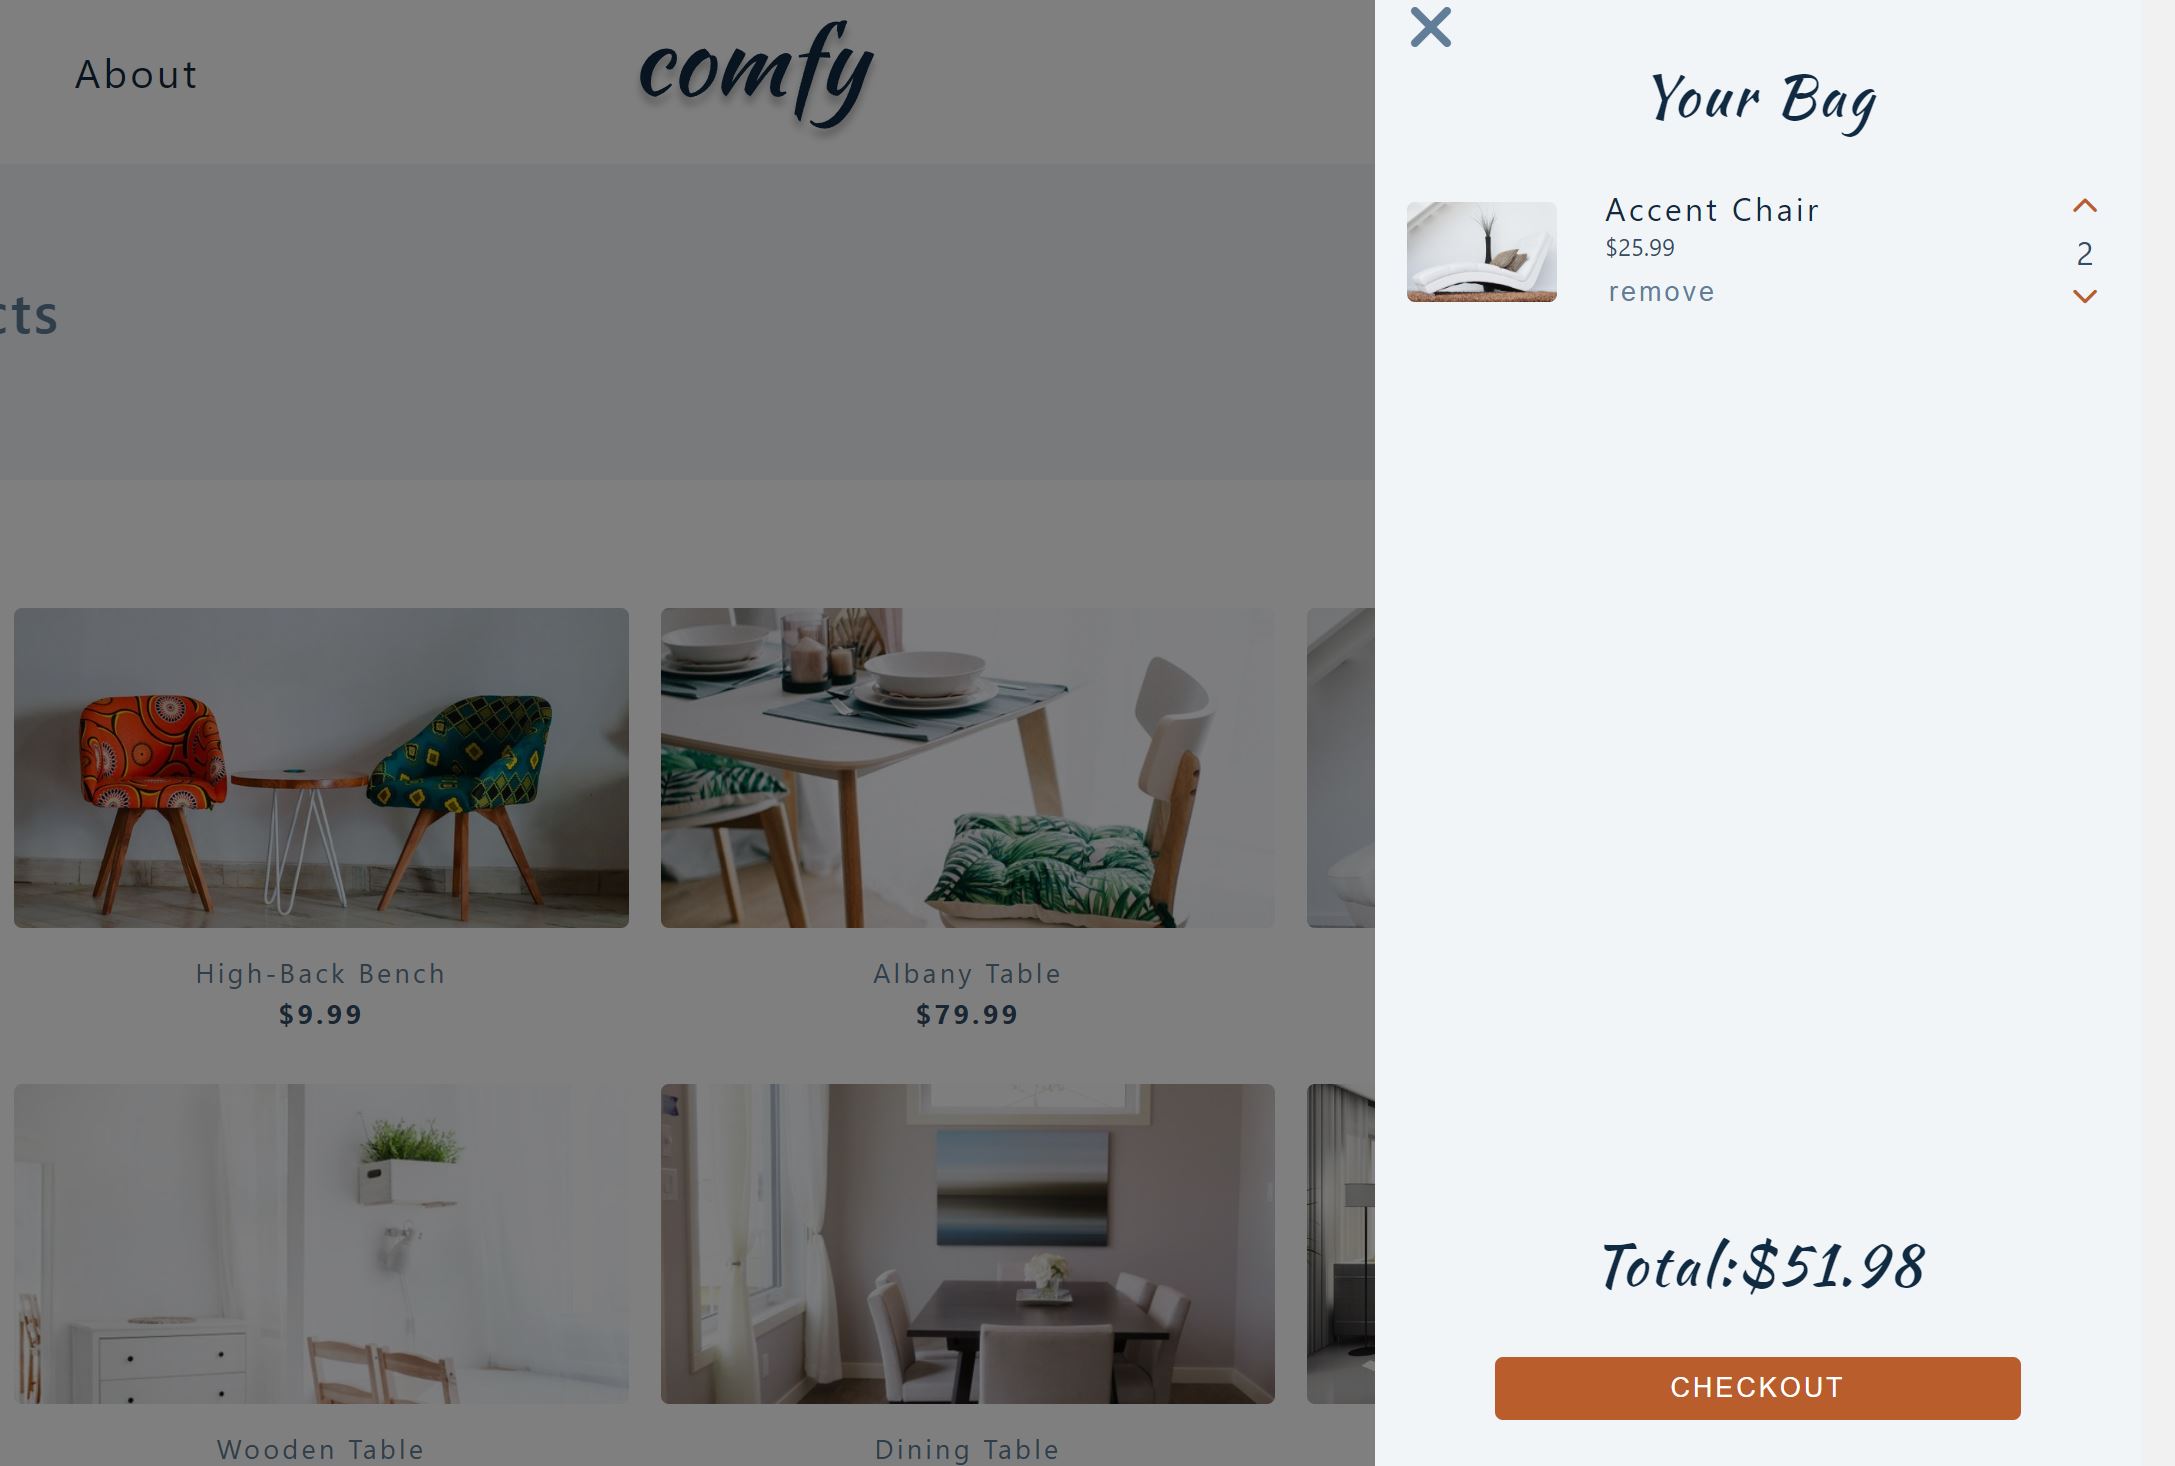 About
comfy
cts
High-Back Bench
$9.99
Albany Table
$79.99
Wooden Table
Dining Table
Your Bag
Accent Chair
$25.99
remove
2
Total:$51.98
CHECKOUT